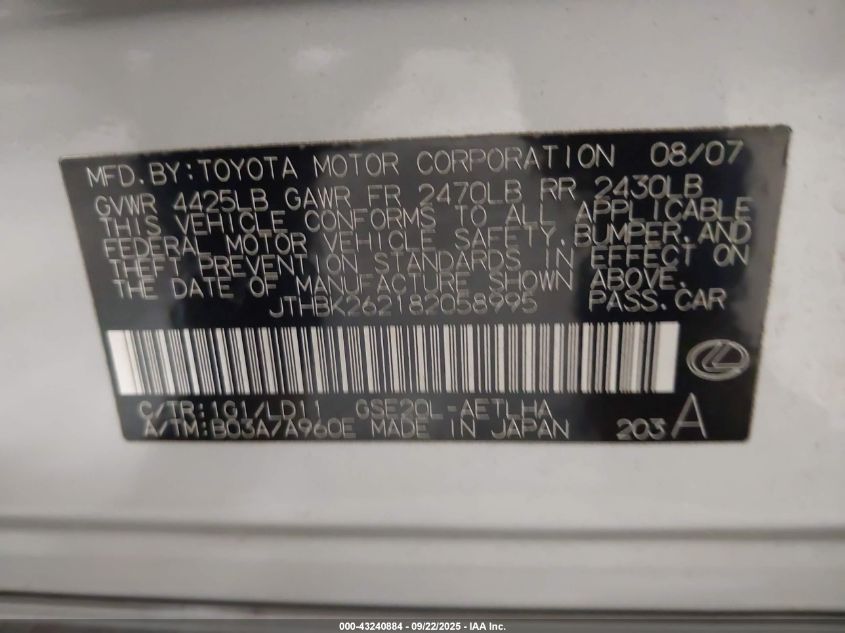 MFD. BY: TOYOTA MOTOR CORPORATION 08/07
GVWR 4425LB GAWR FR 2470LB RR 2430LB
THIS VEHICLE CONFORMS TO ALL APPLICABLE
FEDERAL MOTOR VEHICLE SAFETY, BUMPER, AND
THEFT PREVENTION STANDARDS IN EFFECT ON
THE DATE OF MANUFACTURE SHOWN ABOVE.
JTHBK262182058995 PASS. CAR
C/TR: 1G1/LD11 GSE20L-AETLHA
A/TM: B03A/A960E MADE IN JAPAN 203 A
000-43240884 - 09/22/2025 - IAA Inc.